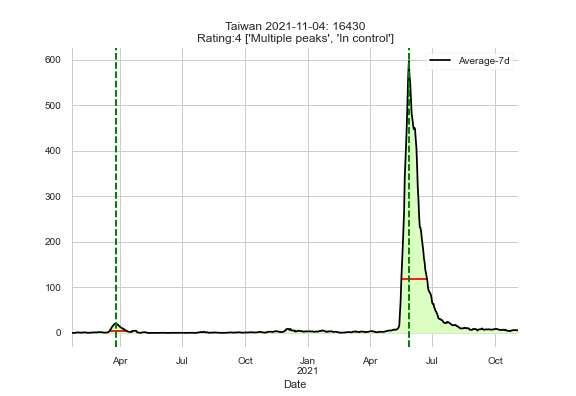 Taiwan 2021-11-04: 16430
Rating:4 ['Multiple peaks', 'In control']
Average-7d
600
500
400
300
200
100
0
Apr Jul Oct Jan Apr Jul Oct
2021
Date